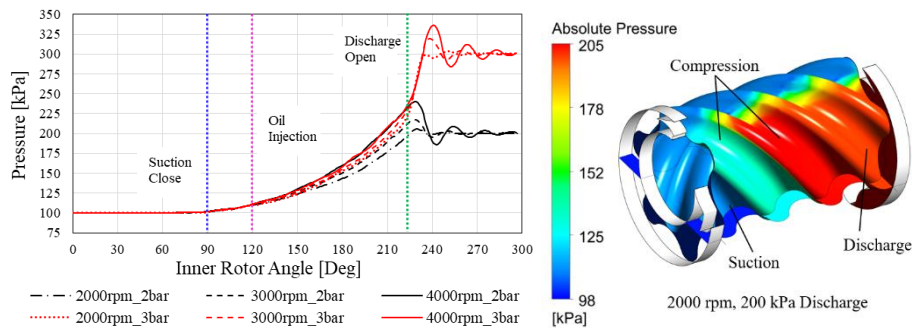 350
325
300
275
250
225
200
175
150
125
100
75
Pressure [kPa]
Discharge
Open
Oil
Injection
Suction
Close
0 30 60 90 120 150 180 210 240 270 300
Inner Rotor Angle [Deg]
2000rpm_2bar 3000rpm_2bar 4000rpm_2bar
2000rpm_3bar 3000rpm_3bar 4000rpm_3bar
Absolute Pressure
205
178
152
125
98
[kPa]
Compression
Suction
Discharge
2000 rpm, 200 kPa Discharge